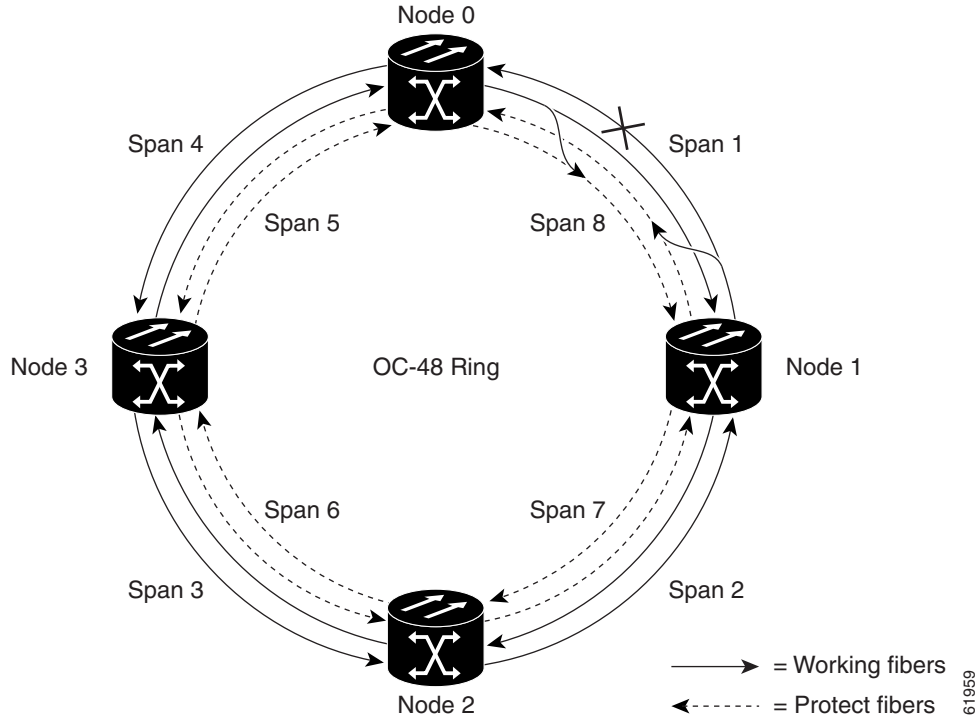 Node 0
Span 4
Span 1
Span 5
Span 8
Node 3
OC-48 Ring
Node 1
Span 6
Span 7
Span 3
Span 2
Node 2
= Working fibers
= Protect fibers
61959